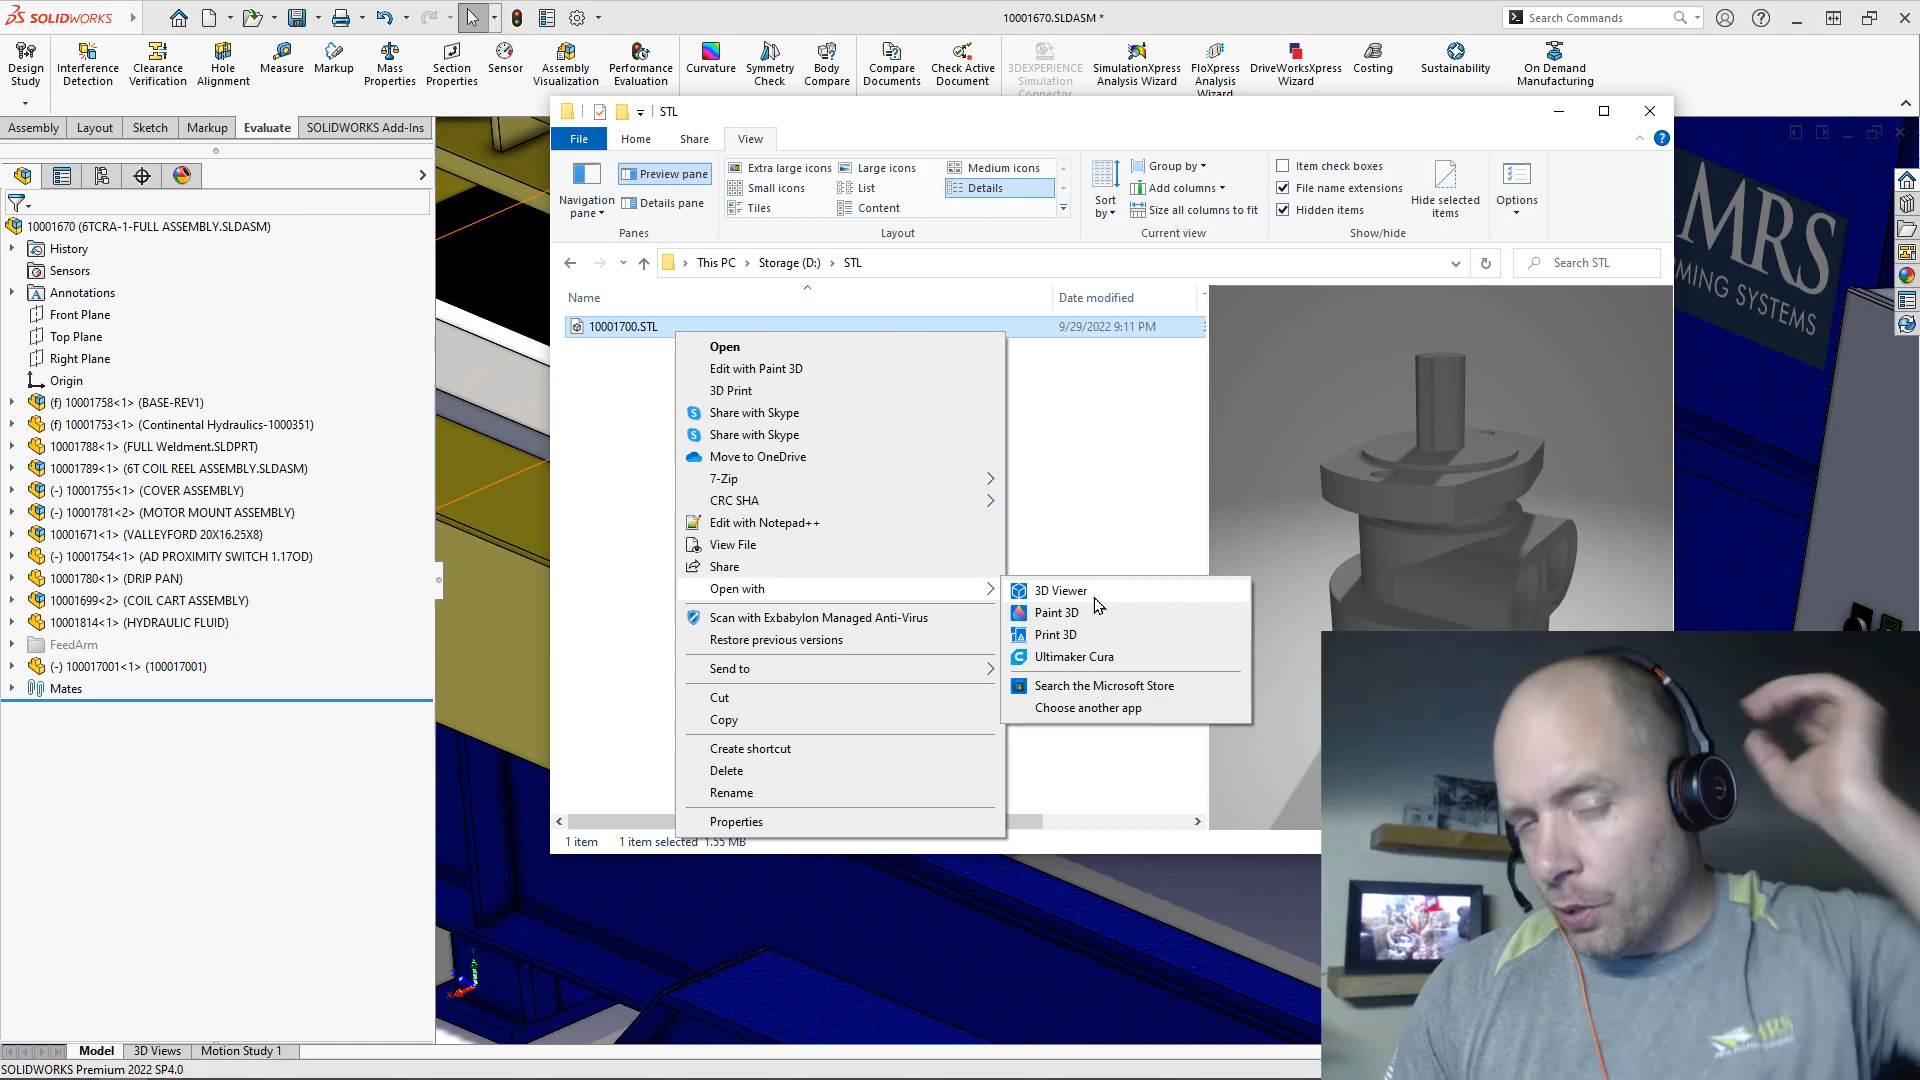 SOLIDWORKS
10001670.SLDASM *
Search Commands
Design Study
Interference Detection
Clearance Verification
Hole Alignment
Measure
Markup
Mass Properties
Section Properties
Sensor
Assembly Visualization
Performance Evaluation
Curvature
Symmetry Check
Body Compare
Compare Documents
Check Active Document
3DEXPERIENCE Simulation Connector
SimulationXpress Analysis Wizard
FloXpress Analysis Wizard
DriveWorksXpress Wizard
Costing
Sustainability
On Demand Manufacturing
Assembly
Layout
Sketch
Markup
Evaluate
SOLIDWORKS Add-Ins
10001670 (6TCRA-1-FULL ASSEMBLY.SLDASM)
History
Sensors
Annotations
Front Plane
Top Plane
Right Plane
Origin
(f) 10001758<1> (BASE-REV1)
(f) 10001753<1> (Continental Hydraulics-1000351)
10001788<1> (FULL Weldment.SLDPRT)
10001789<1> (6T COIL REEL ASSEMBLY.SLDASM)
(-) 10001755<1> (COVER ASSEMBLY)
(-) 10001781<2> (MOTOR MOUNT ASSEMBLY)
10001671<1> (VALLEYFORD 20X16.25X8)
(-) 10001754<1> (AD PROXIMITY SWITCH 1.17OD)
10001780<1> (DRIP PAN)
10001699<2> (COIL CART ASSEMBLY)
10001814<1> (HYDRAULIC FLUID)
FeedArm
(-) 100017001<1> (100017001)
Mates
STL
File
Home
Share
View
Navigation pane
Preview pane
Details pane
Panes
Extra large icons
Large icons
Medium icons
Small icons
List
Details
Tiles
Content
Layout
Sort by
Group by
Add columns
Size all columns to fit
Current view
Item check boxes
File name extensions
Hidden items
Hide selected items
Show/hide
Options
This PC > Storage (D:) > STL
Search STL
Name
Date modified
10001700.STL
9/29/2022 9:11 PM
Open
Edit with Paint 3D
3D Print
Share with Skype
Share with Skype
Move to OneDrive
7-Zip
CRC SHA
Edit with Notepad++
View File
Share
Open with
Scan with Exbabylon Managed Anti-Virus
Restore previous versions
Send to
Cut
Copy
Create shortcut
Delete
Rename
Properties
3D Viewer
Paint 3D
Print 3D
Ultimaker Cura
Search the Microsoft Store
Choose another app
1 item
1 item selected 1.55 MB
MRS
RMING SYSTEMS
Model
3D Views
Motion Study 1
SOLIDWORKS Premium 2022 SP4.0